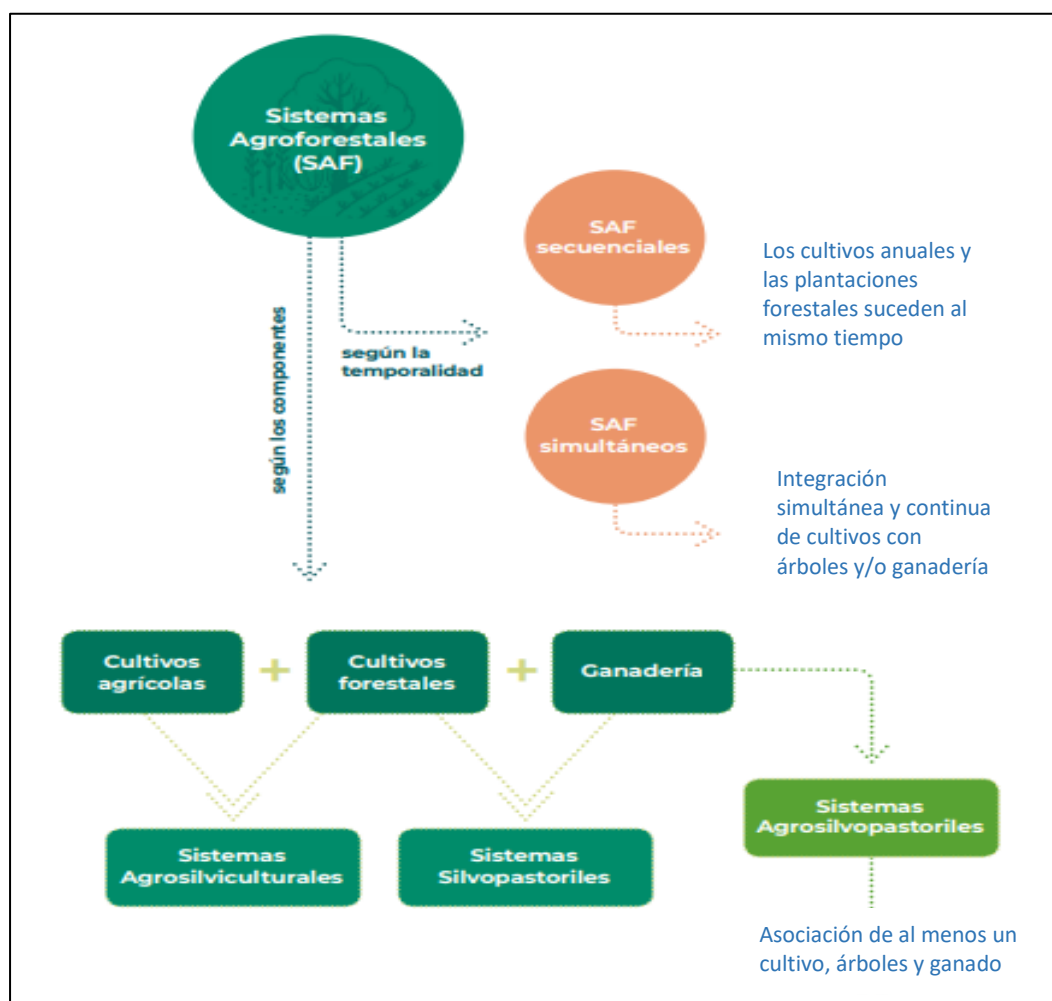 Sistemas
Agroforestales
(SAF)
SAF
secuenciales
Los cultivos anuales y
las plantaciones
forestales suceden al
mismo tiempo
según los componentes
según la
temporalidad
SAF
simultáneos
Integración
simultánea y continua
de cultivos con
árboles y/o ganadería
Cultivos
agrícolas
+
Cultivos
forestales
+
Ganadería
Sistemas
Agrosilviculturales
Sistemas
Silvopastoriles
Sistemas
Agrosilvopastoriles
Asociación de al menos un
cultivo, árboles y ganado